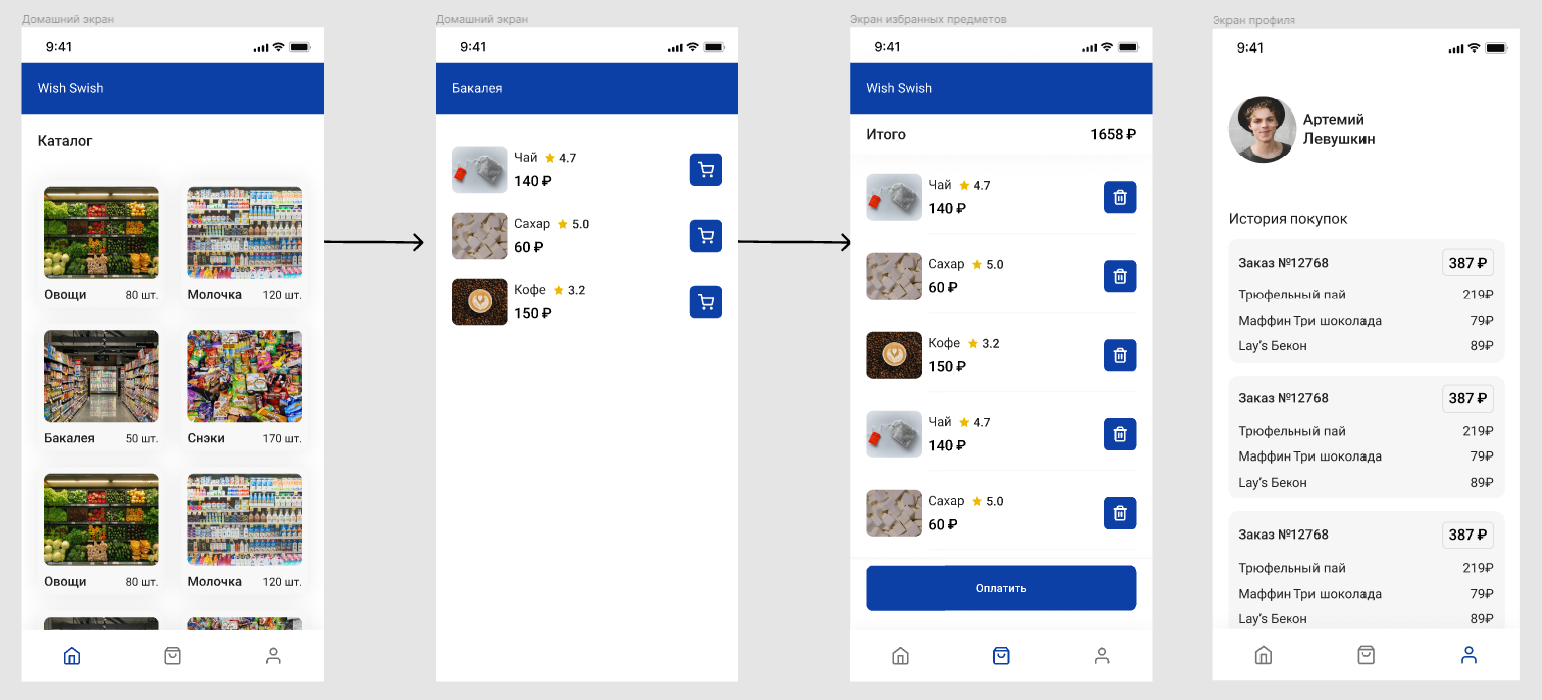 Домашний экран
9:41
Wish Swish
Каталог
Овощи 80 шт.
Молочка 120 шт.
Бакалея 50 шт.
Снэки 170 шт.
Овощи 80 шт.
Молочка 120 шт.
Домашний экран
9:41
Бакалея
Чай 4.7
140 ₽
Сахар 5.0
60 ₽
Кофе 3.2
150 ₽
Экран избранных предметов
9:41
Wish Swish
Итого 1658 ₽
Чай 4.7
140 ₽
Сахар 5.0
60 ₽
Кофе 3.2
150 ₽
Чай 4.7
140 ₽
Сахар 5.0
60 ₽
Оплатить
Экран профиля
9:41
Артемий
Левушкин
История покупок
Заказ №12768 387 ₽
Трюфельный пай 219₽
Маффин Три шоколада 79₽
Lay's Бекон 89₽
Заказ №12768 387 ₽
Трюфельный пай 219₽
Маффин Три шоколада 79₽
Lay's Бекон 89₽
Заказ №12768 387 ₽
Трюфельный пай 219₽
Маффин Три шоколада 79₽
Lay's Бекон 89₽